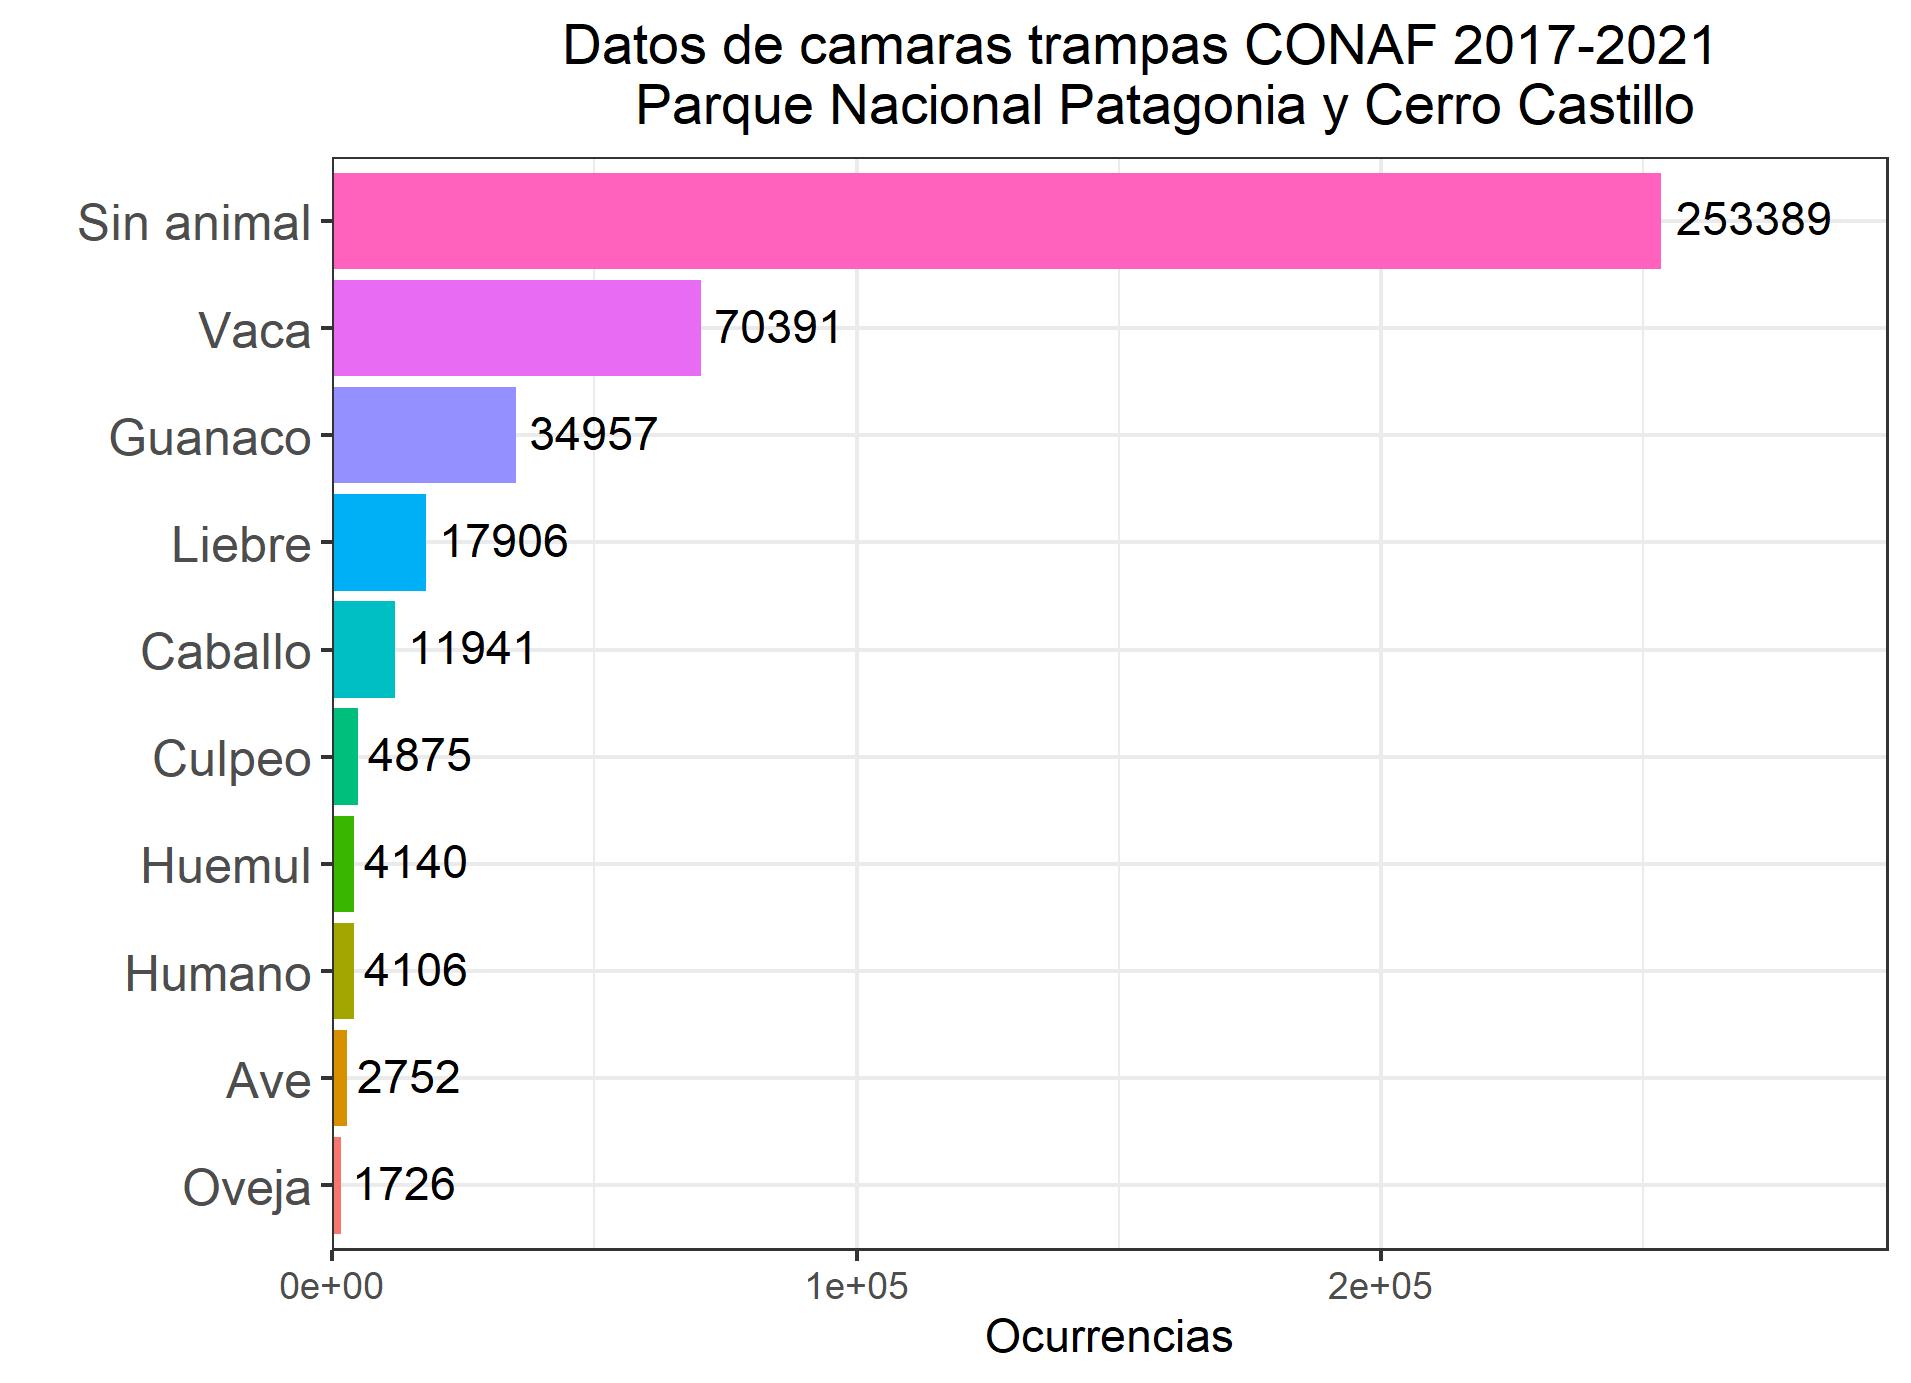 Datos de camaras trampas CONAF 2017-2021
Parque Nacional Patagonia y Cerro Castillo
Sin animal 253389
Vaca 70391
Guanaco 34957
Liebre 17906
Caballo 11941
Culpeo 4875
Huemul 4140
Humano 4106
Ave 2752
Oveja 1726
0e+00 1e+05 2e+05
Ocurrencias